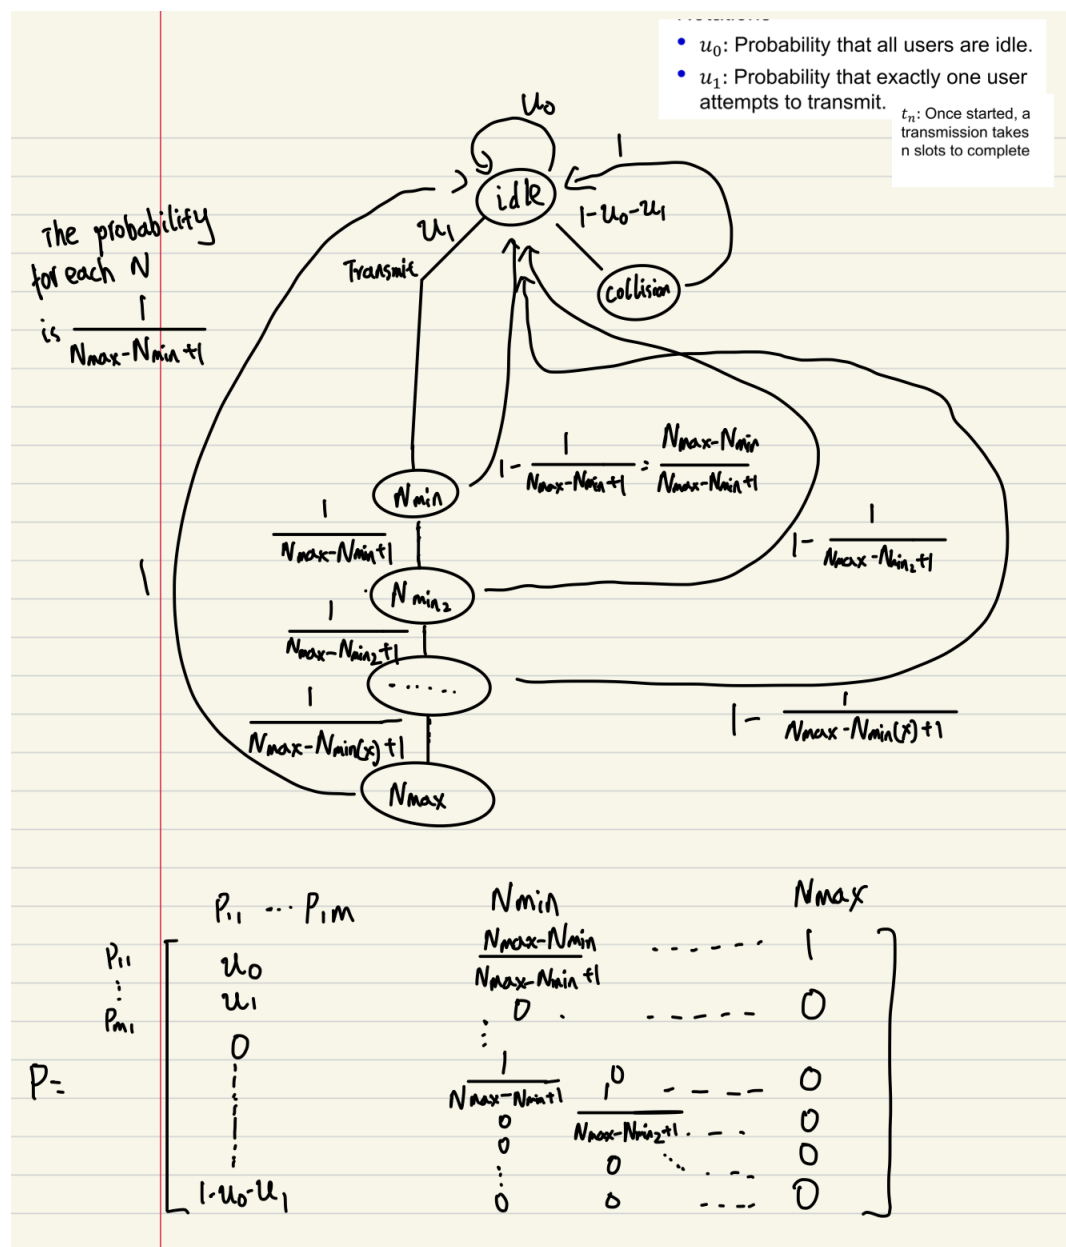 • u₀: Probability that all users are idle.
• u₁: Probability that exactly one user
attempts to transmit.
tₙ: Once started, a
transmission takes
n slots to complete
u₀
1
idle
1-u₀-u₁
u₁
The probability
for each N
is 1/(Nmax-Nmin+1)
Transmit
Collision
1 - 1/(Nmax-Nmin+1) = (Nmax-Nmin)/(Nmax-Nmin+1)
Nmin
1/(Nmax-Nmin+1)
1 - 1/(Nmax-Nmin₂+1)
1
Nmin₂
1/(Nmax-Nmin₂+1)
......
1/(Nmax-Nmin(x)+1)
1 - 1/(Nmax-Nmin(x)+1)
Nmax
P₁₁ ... P₁m Nmin Nmax
P₁₁ u₀ (Nmax-Nmin)/(Nmax-Nmin+1) ...... 1
⋮ u₁ 0 . ------ 0
Pm₁
0 ⋮
P= 1/(Nmax-Nmin+1) 0 ------ 0
0 1/(Nmax-Nmin₂+1) ------ 0
0 0 ⋱ ------ 0
1-u₀-u₁ 0 0 ------ 0